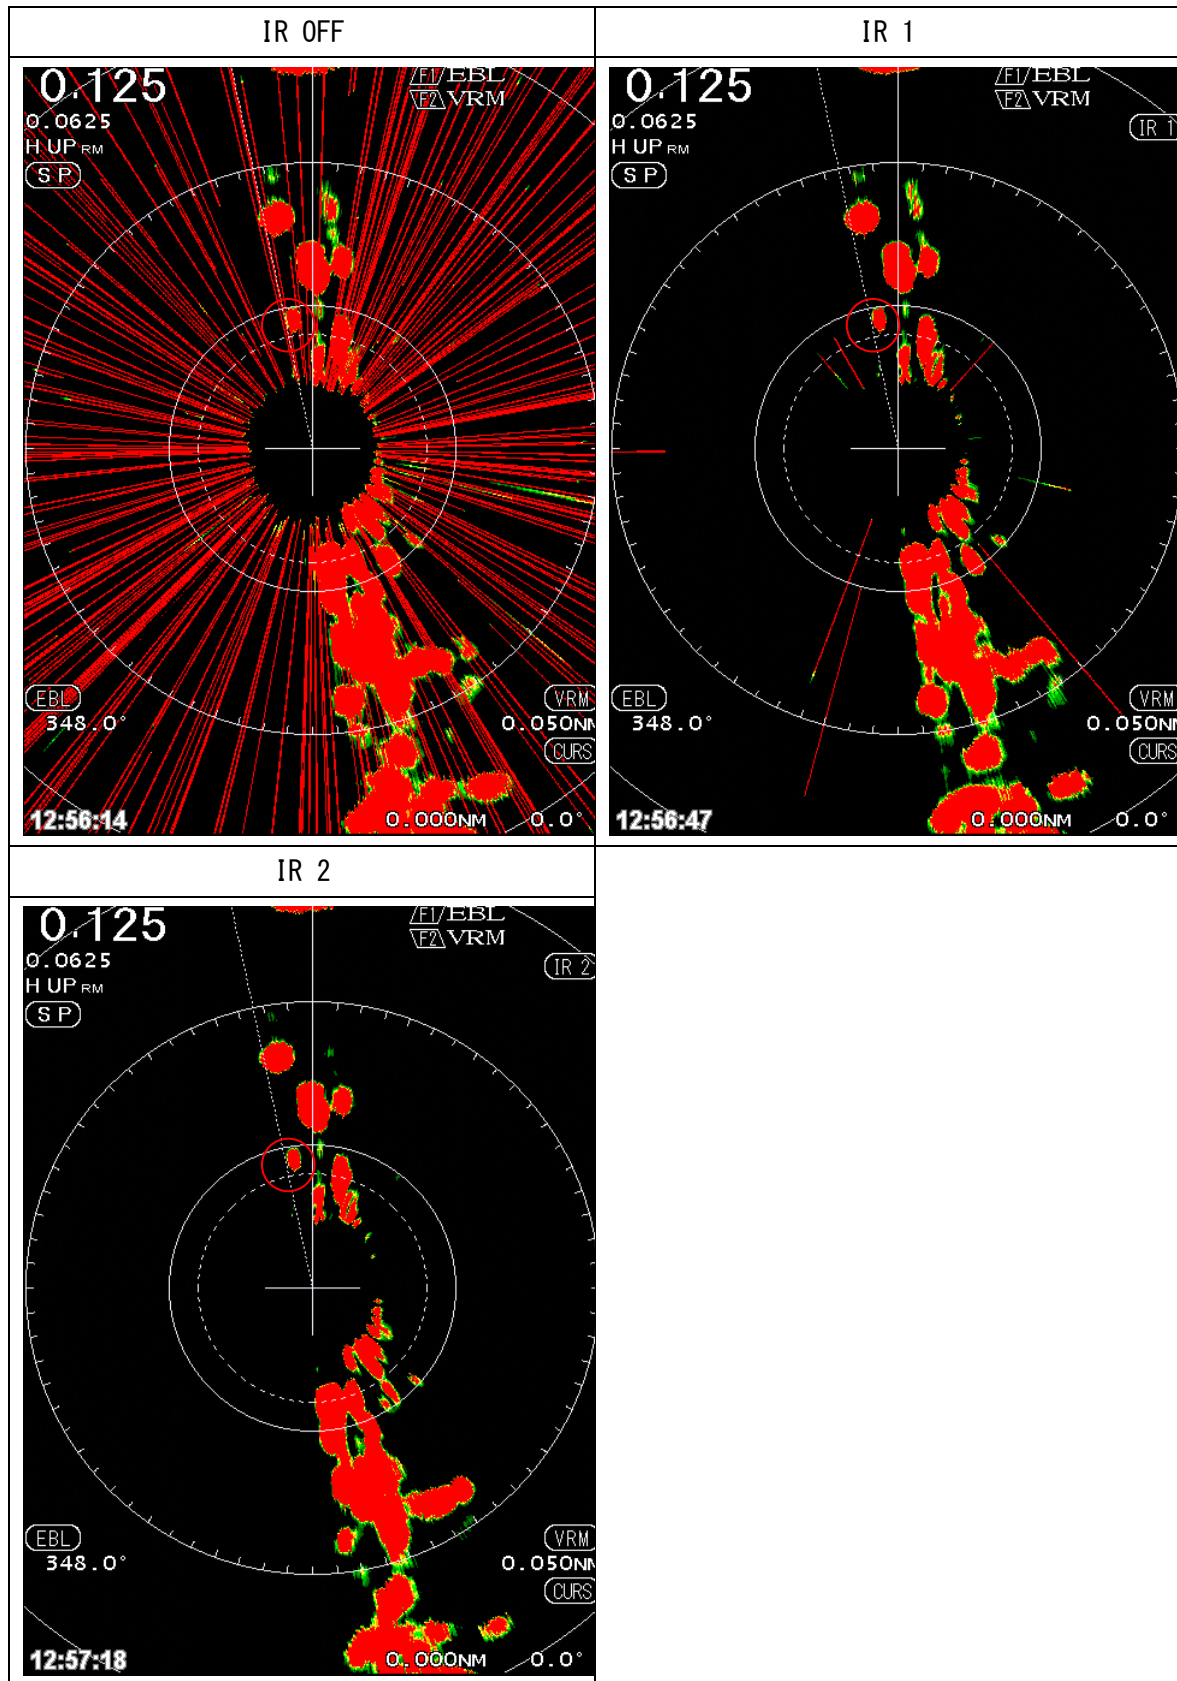 IR OFF
IR 1
0.125
F1 EBL
F2 VRM
0.0625
H UP RM
SP
EBL
348.0°
VRM
0.050NM
CURS
12:56:14
0.000NM
0.0°
0.125
F1 EBL
F2 VRM
0.0625
IR 1
H UP RM
SP
EBL
348.0°
VRM
0.050NM
CURS
12:56:47
0.000NM
0.0°
IR 2
0.125
F1 EBL
F2 VRM
0.0625
IR 2
H UP RM
SP
EBL
348.0°
VRM
0.050NM
CURS
12:57:18
0.000NM
0.0°